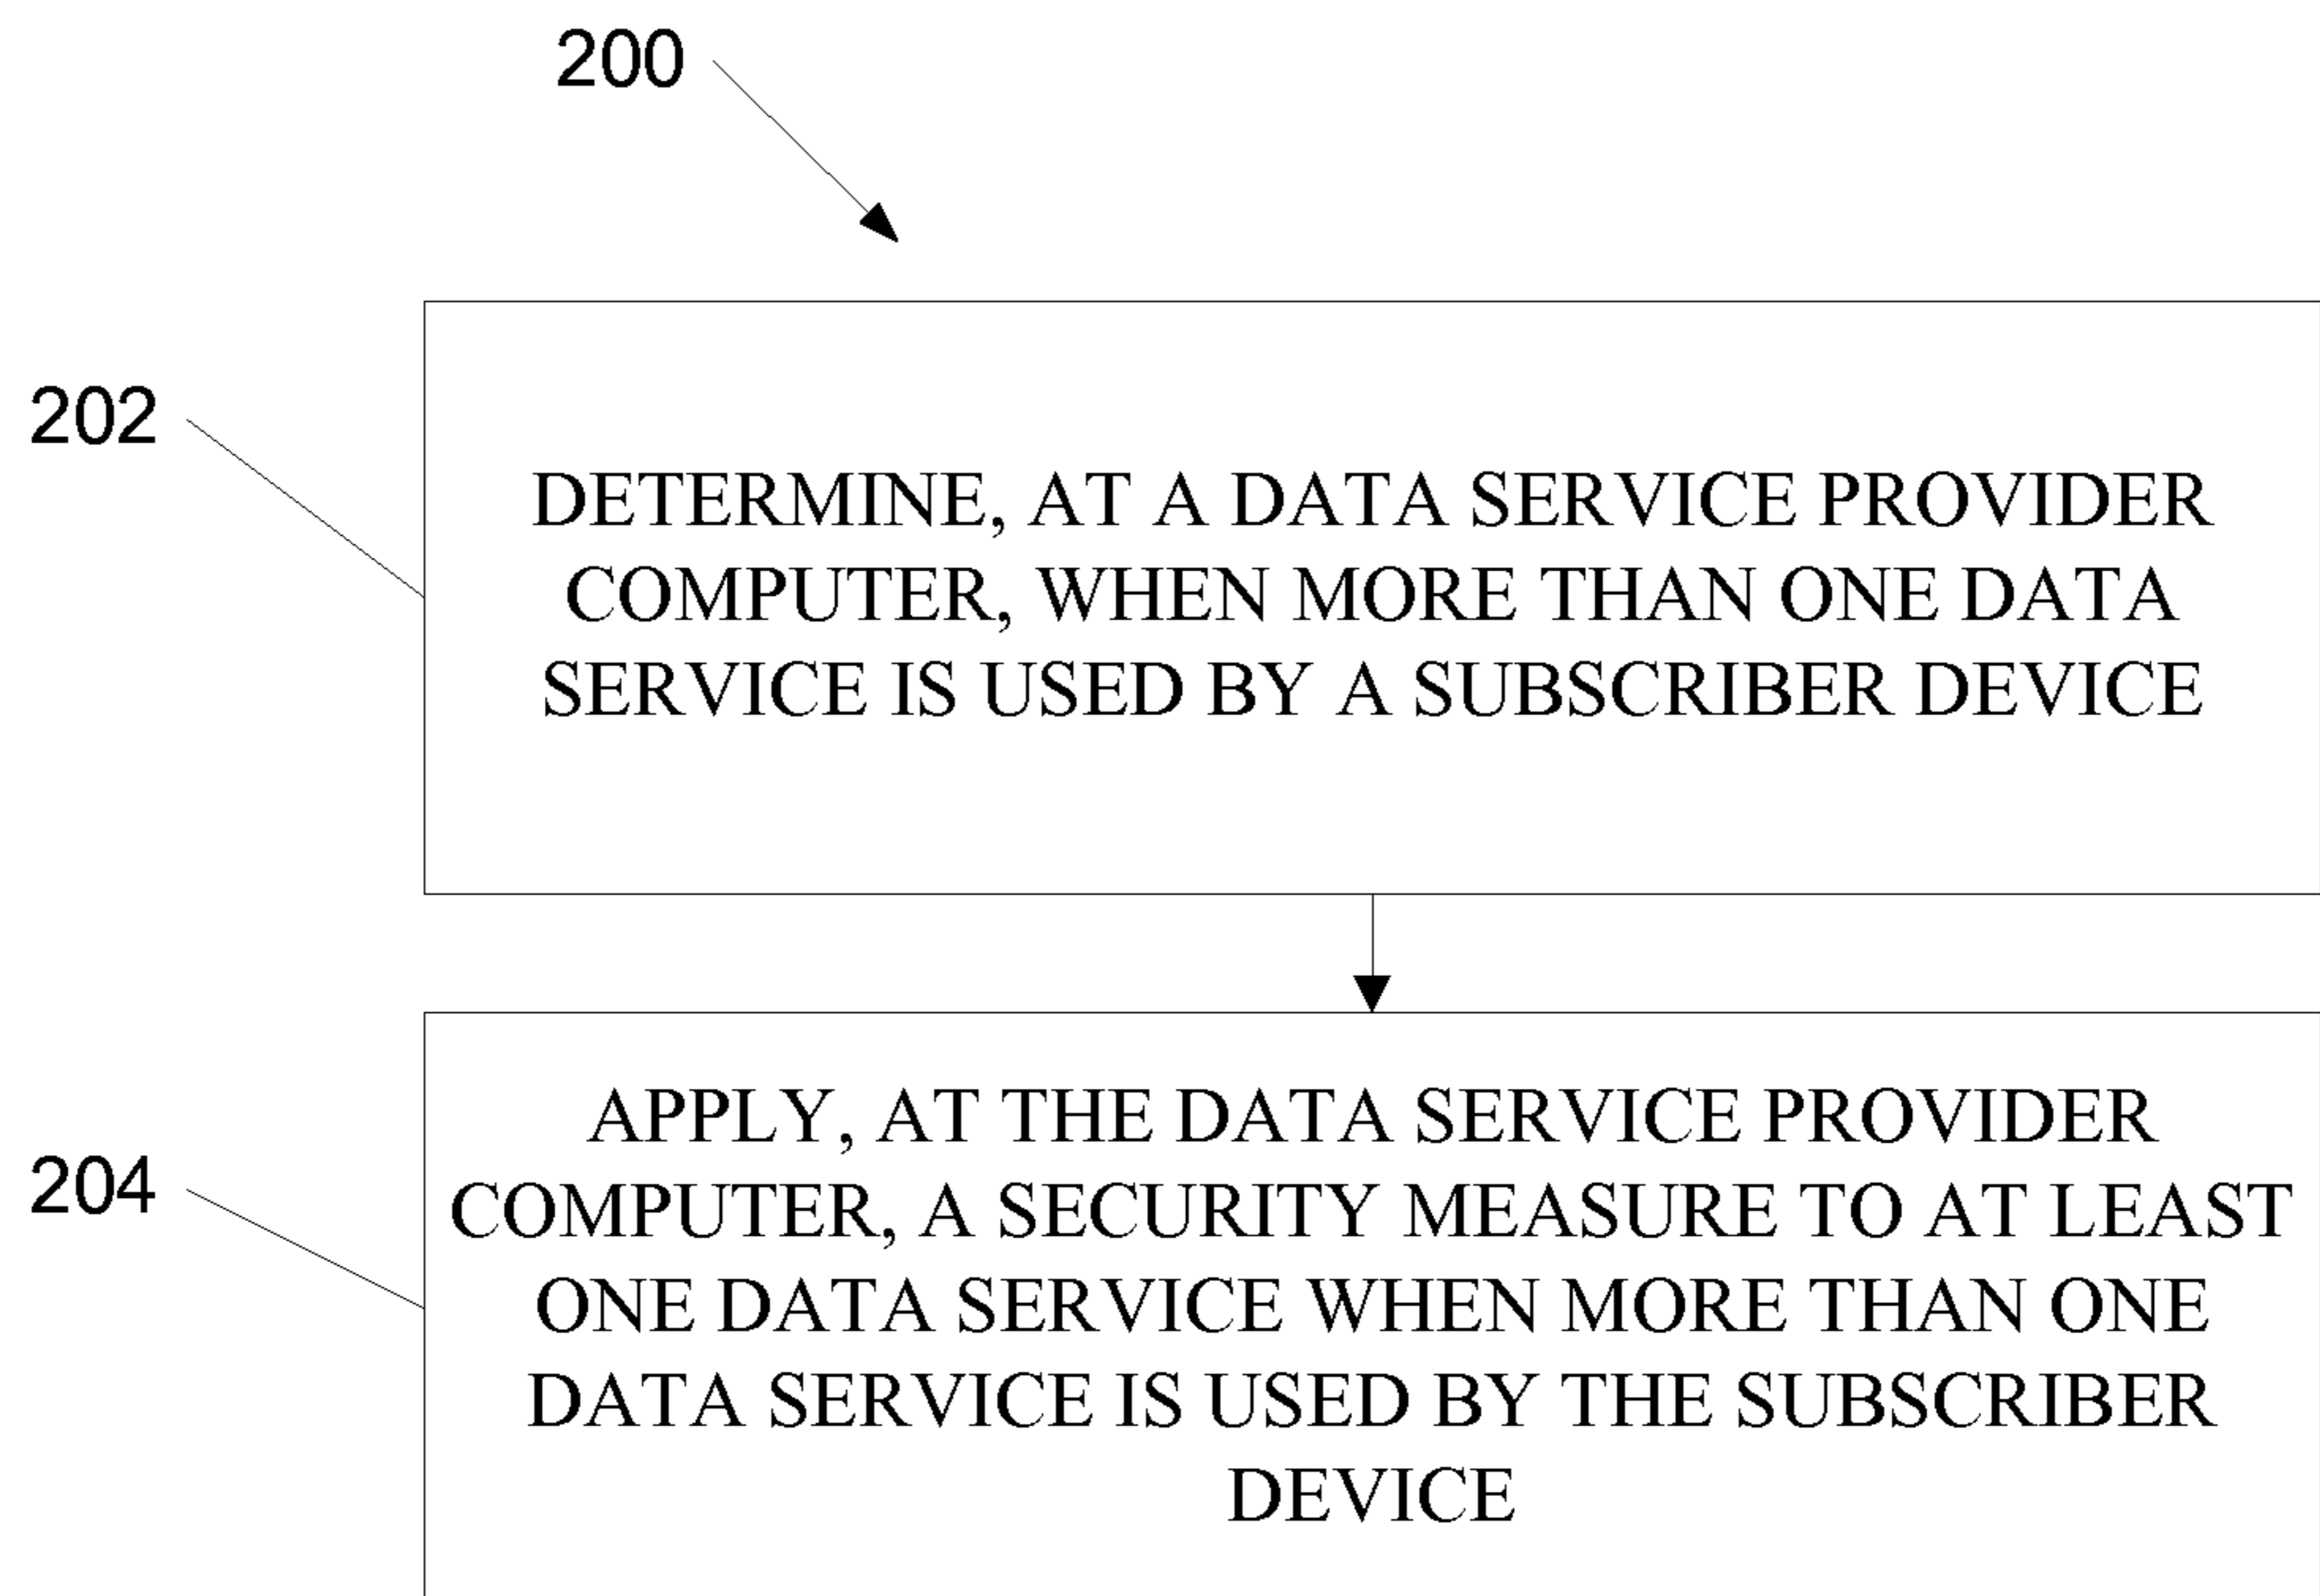 200
202
DETERMINE, AT A DATA SERVICE PROVIDER
COMPUTER, WHEN MORE THAN ONE DATA
SERVICE IS USED BY A SUBSCRIBER DEVICE
204
APPLY, AT THE DATA SERVICE PROVIDER
COMPUTER, A SECURITY MEASURE TO AT LEAST
ONE DATA SERVICE WHEN MORE THAN ONE
DATA SERVICE IS USED BY THE SUBSCRIBER
DEVICE